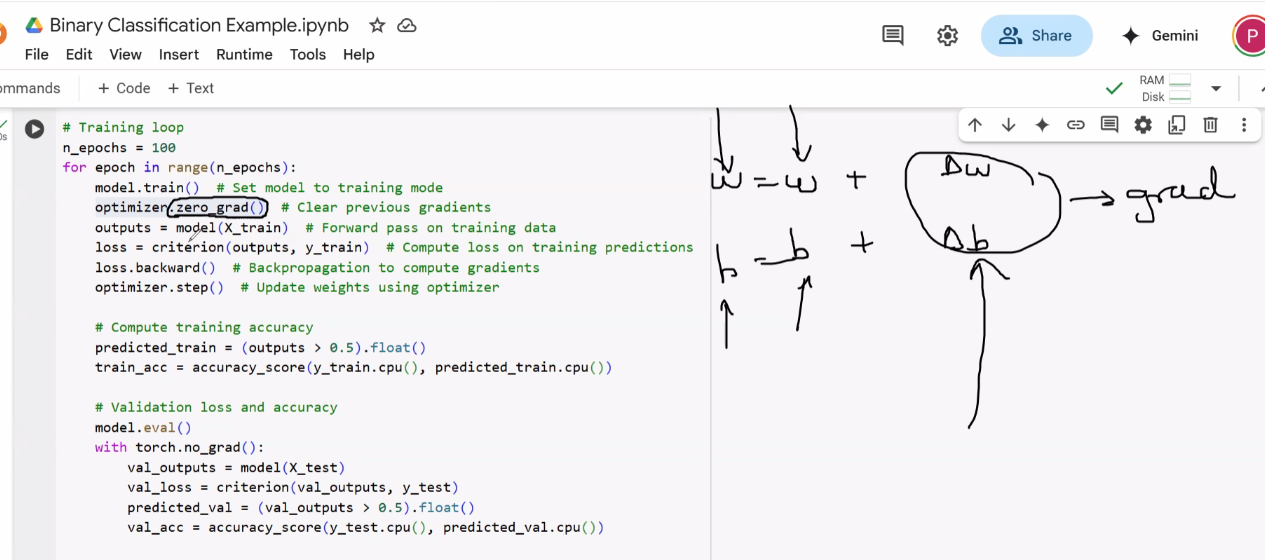 Binary Classification Example.ipynb
File Edit View Insert Runtime Tools Help
Share
Gemini
P
ommands + Code + Text
RAM
Disk
0s
# Training loop
n_epochs = 100
for epoch in range(n_epochs):
model.train() # Set model to training mode
optimizer.zero_grad() # Clear previous gradients
outputs = model(X_train) # Forward pass on training data
loss = criterion(outputs, y_train) # Compute loss on training predictions
loss.backward() # Backpropagation to compute gradients
optimizer.step() # Update weights using optimizer
# Compute training accuracy
predicted_train = (outputs > 0.5).float()
train_acc = accuracy_score(y_train.cpu(), predicted_train.cpu())
# Validation loss and accuracy
model.eval()
with torch.no_grad():
val_outputs = model(X_test)
val_loss = criterion(val_outputs, y_test)
predicted_val = (val_outputs > 0.5).float()
val_acc = accuracy_score(y_test.cpu(), predicted_val.cpu())
w = w + Δw → grad
b = b + Δb